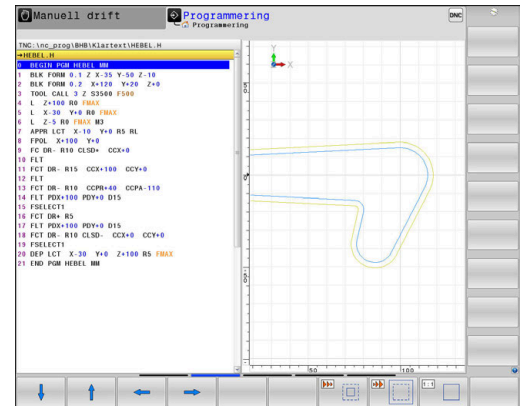 Manuell drift
Programmering
Programmering
DNC
TNC:\nc_prog\BHB\Klartext\HEBEL.H
→HEBEL.H
0 BEGIN PGM HEBEL MM
1 BLK FORM 0.1 Z X-35 Y-50 Z-10
2 BLK FORM 0.2 X+120 Y+20 Z+0
3 TOOL CALL 3 Z S3500 F500
4 L Z+100 R0 FMAX
5 L X-30 Y+0 R0 FMAX
6 L Z-5 R0 FMAX M3
7 APPR LCT X-10 Y+0 R5 RL
8 FPOL X+100 Y+0
9 FC DR- R10 CLSD+ CCX+0
10 FLT
11 FCT DR- R15 CCX+100 CCY+0
12 FLT
13 FCT DR- R10 CCPR+40 CCPA-110
14 FLT PDX+100 PDY+0 D15
15 FSELECT1
16 FCT DR+ R5
17 FLT PDX+100 PDY+0 D15
18 FCT DR- R10 CLSD- CCX+0 CCY+0
19 FSELECT1
20 DEP LCT X-30 Y+0 Z+100 R5 FMAX
21 END PGM HEBEL MM
Y
X
50
100
1:1